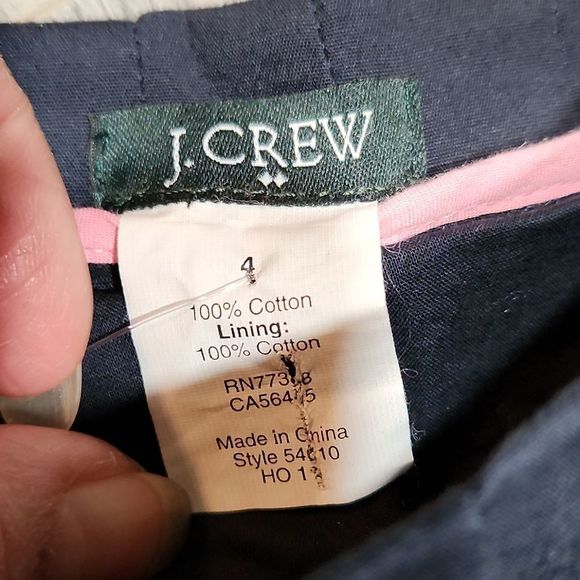 J.CREW
4
100% Cotton
Lining:
100% Cotton
Made in China
Style
HO